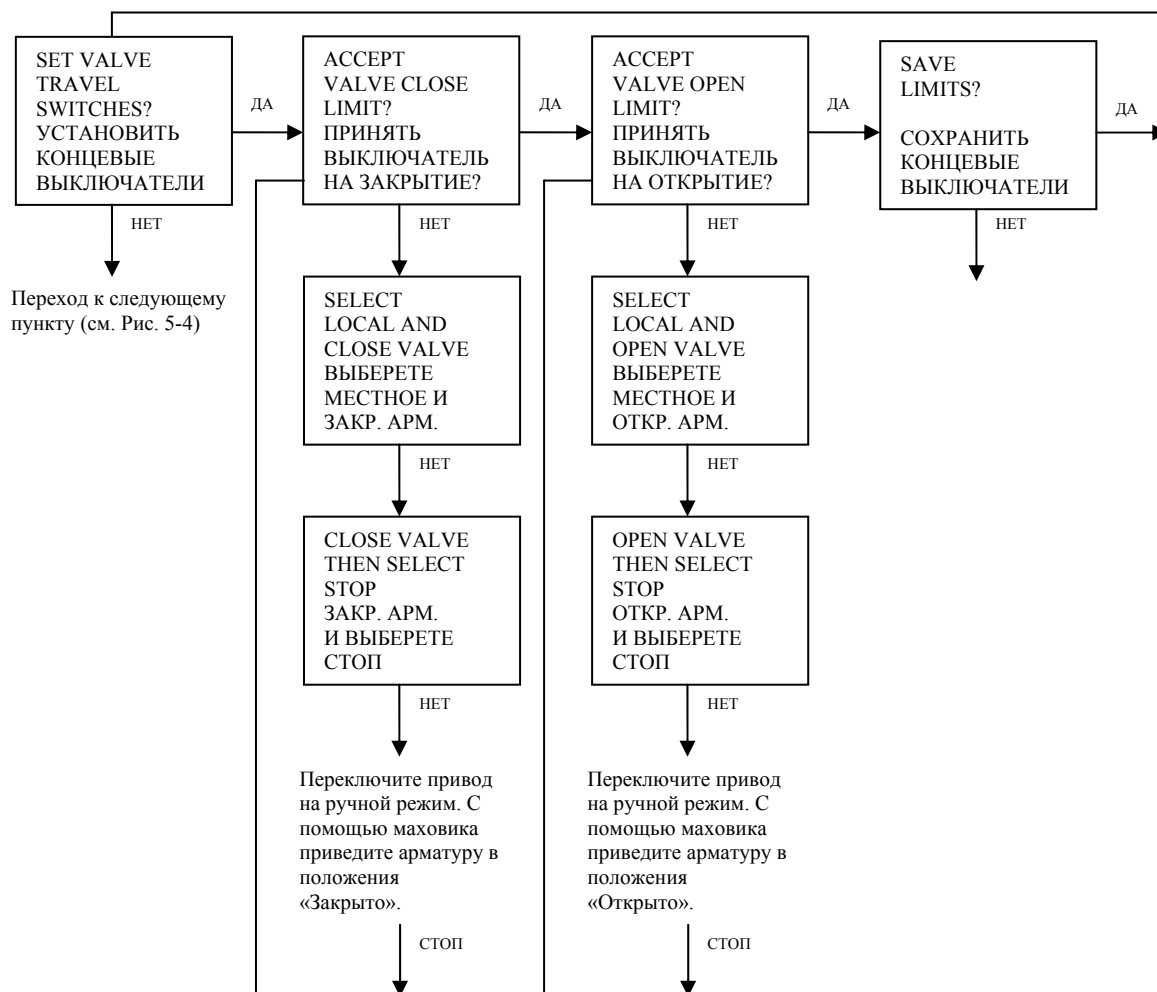 SET VALVE
TRAVEL
SWITCHES?
УСТАНОВИТЬ
КОНЦЕВЫЕ
ВЫКЛЮЧАТЕЛИ
ДА
ACCEPT
VALVE CLOSE
LIMIT?
ПРИНЯТЬ
ВЫКЛЮЧАТЕЛЬ
НА ЗАКРЫТИЕ?
ДА
ACCEPT
VALVE OPEN
LIMIT?
ПРИНЯТЬ
ВЫКЛЮЧАТЕЛЬ
НА ОТКРЫТИЕ?
ДА
SAVE
LIMITS?
СОХРАНИТЬ
КОНЦЕВЫЕ
ВЫКЛЮЧАТЕЛИ
ДА
НЕТ
НЕТ
НЕТ
НЕТ
Переход к следующему
пункту (см. Рис. 5-4)
SELECT
LOCAL AND
CLOSE VALVE
ВЫБЕРЕТЕ
МЕСТНОЕ И
ЗАКР. АРМ.
SELECT
LOCAL AND
OPEN VALVE
ВЫБЕРЕТЕ
МЕСТНОЕ И
ОТКР. АРМ.
НЕТ
НЕТ
CLOSE VALVE
THEN SELECT
STOP
ЗАКР. АРМ.
И ВЫБЕРЕТЕ
СТОП
OPEN VALVE
THEN SELECT
STOP
ОТКР. АРМ.
И ВЫБЕРЕТЕ
СТОП
НЕТ
НЕТ
Переключите привод
на ручной режим. С
помощью маховика
приведите арматуру в
положения
«Закрыто».
Переключите привод
на ручной режим. С
помощью маховика
приведите арматуру в
положения
«Открыто».
СТОП
СТОП